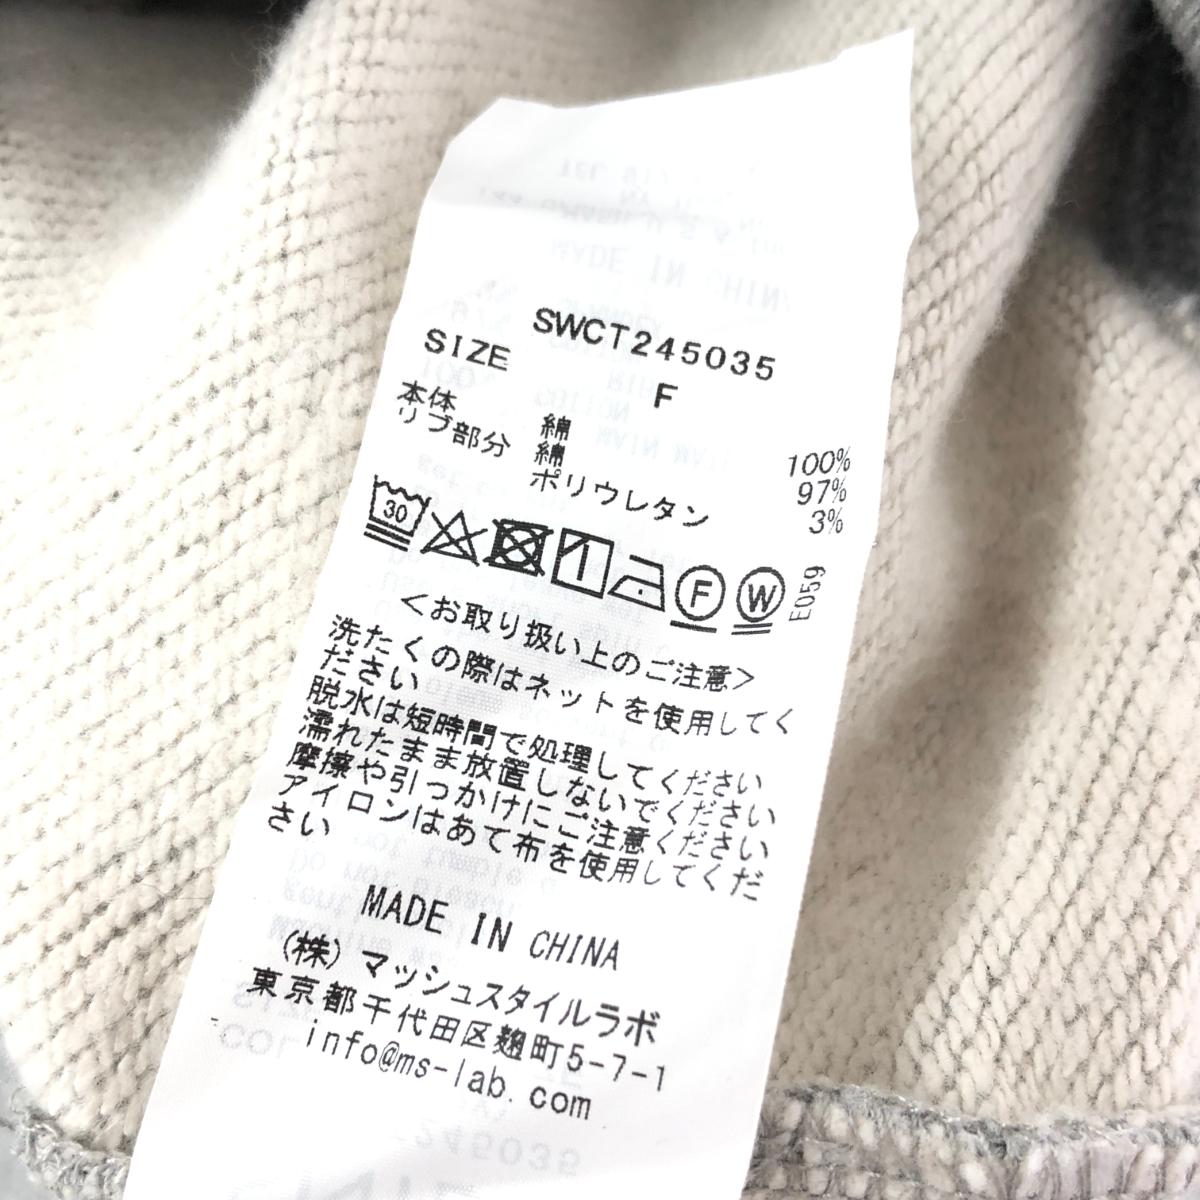 SWCT245035
SIZE F
本体 綿 100%
リブ部分 綿 97%
ポリウレタン 3%
30 F W E059
<お取り扱い上のご注意>
洗たくの際はネットを使用してく
ださい
脱水は短時間で処理してください
濡れたまま放置しないでください
摩擦や引っかけにご注意ください
アイロンはあて布を使用してくだ
さい
MADE IN CHINA
(株)マッシュスタイルラボ
東京都千代田区麹町5-7-1
info@ms-lab.com